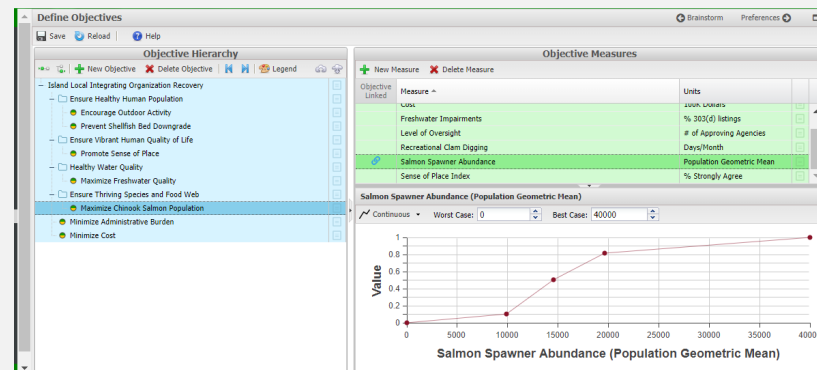 Define Objectives
Brainstorm Preferences
Save Reload Help
Objective Hierarchy
New Objective Delete Objective Legend
Island Local Integrating Organization Recovery
Ensure Healthy Human Population
Encourage Outdoor Activity
Prevent Shellfish Bed Downgrade
Ensure Vibrant Human Quality of Life
Promote Sense of Place
Healthy Water Quality
Maximize Freshwater Quality
Ensure Thriving Species and Food Web
Maximize Chinook Salmon Population
Minimize Administrative Burden
Minimize Cost
Objective Measures
New Measure Delete Measure
Objective Linked Measure Units
Cost 100K Dollars
Freshwater Impairments % 303(d) listings
Level of Oversight # of Approving Agencies
Recreational Clam Digging Days/Month
Salmon Spawner Abundance Population Geometric Mean
Sense of Place Index % Strongly Agree
Salmon Spawner Abundance (Population Geometric Mean)
Continuous Worst Case: 0 Best Case: 40000
Value
1
0.8
0.6
0.4
0.2
0
0 5000 10000 15000 20000 25000 30000 35000 4000
Salmon Spawner Abundance (Population Geometric Mean)